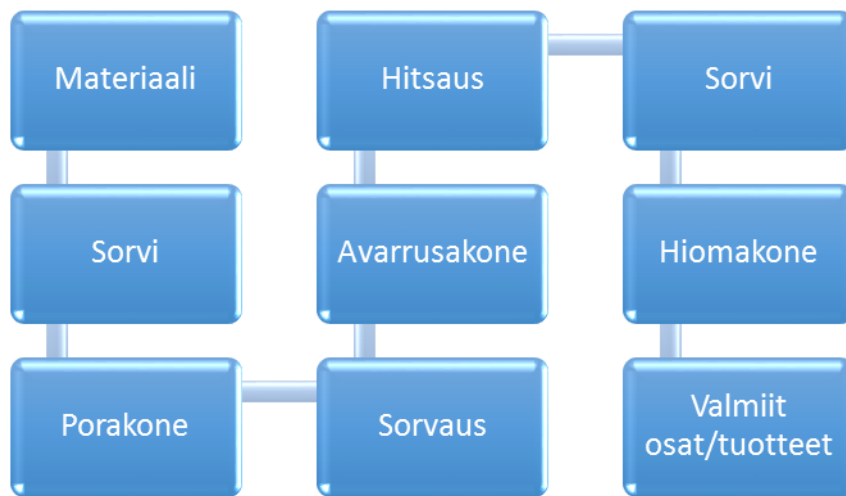 Materiaali
Sorvi
Porakone
Sorvaus
Avarrusakone
Hitsaus
Sorvi
Hiomakone
Valmiit
osat/tuotteet